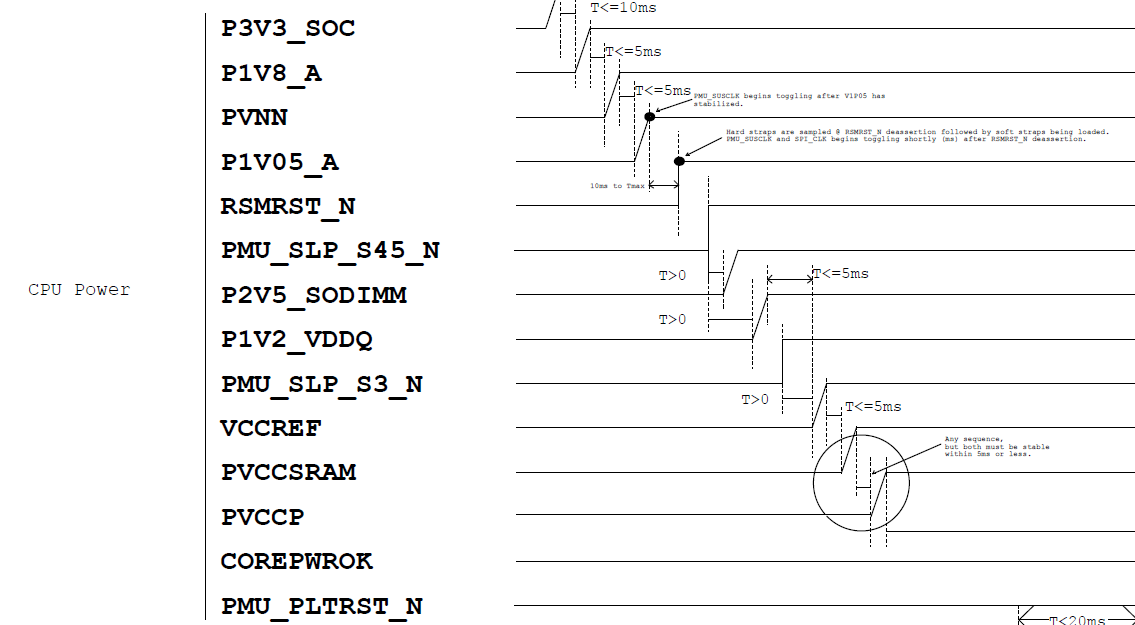 T<=10ms
P3V3_SOC
T<=5ms
P1V8_A
T<=5ms
PMU_SUSCLK begins toggling after V1P05 has
stabilized.
PVNN
Hard straps are sampled @ RSMRST_N deassertion followed by soft straps being loaded.
PMU_SUSCLK and SPI_CLK begins toggling shortly (ms) after RSMRST_N deassertion.
P1V05_A
10ms to Tmax
RSMRST_N
PMU_SLP_S45_N
T>0
T<=5ms
CPU Power
P2V5_SODIMM
T>0
P1V2_VDDQ
PMU_SLP_S3_N
T>0
T<=5ms
VCCREF
Any sequence,
but both must be stable
within 5ms or less.
PVCCSRAM
PVCCP
COREPWROK
PMU_PLTRST_N
T<20ms